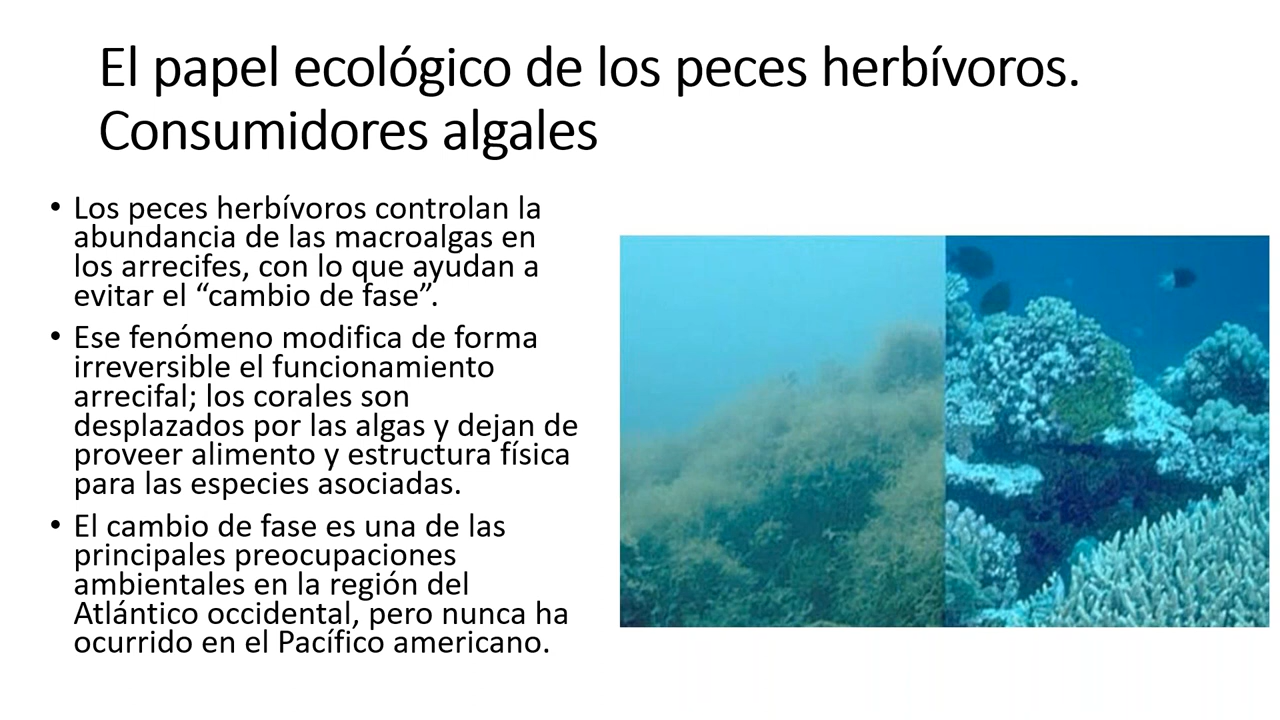 El papel ecológico de los peces herbívoros.
Consumidores algales
• Los peces herbívoros controlan la
abundancia de las macroalgas en
los arrecifes, con lo que ayudan a
evitar el “cambio de fase”.
• Ese fenómeno modifica de forma
irreversible el funcionamiento
arrecifal; los corales son
desplazados por las algas y dejan de
proveer alimento y estructura física
para las especies asociadas.
• El cambio de fase es una de las
principales preocupaciones
ambientales en la región del
Atlántico occidental, pero nunca ha
ocurrido en el Pacífico americano.